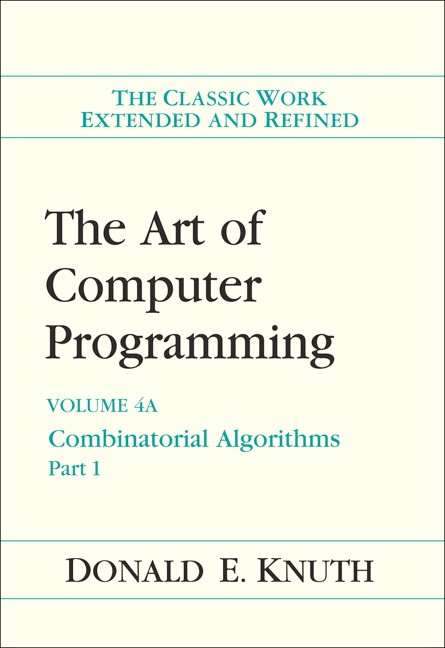 The Classic Work
Extended and Refined
The Art of
Computer
Programming
VOLUME 4A
Combinatorial Algorithms
Part 1
DONALD E. KNUTH